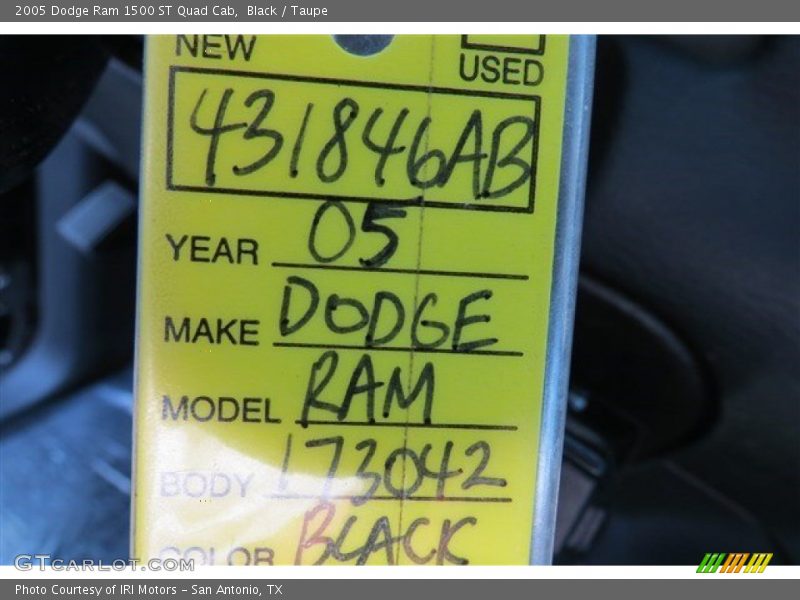 2005 Dodge Ram 1500 ST Quad Cab, Black / Taupe
NEW USED
431846AB
YEAR 05
MAKE DODGE
MODEL RAM
BODY 173042
COLOR BLACK
GTcarlot.com
Photo Courtesy of IRI Motors - San Antonio, TX